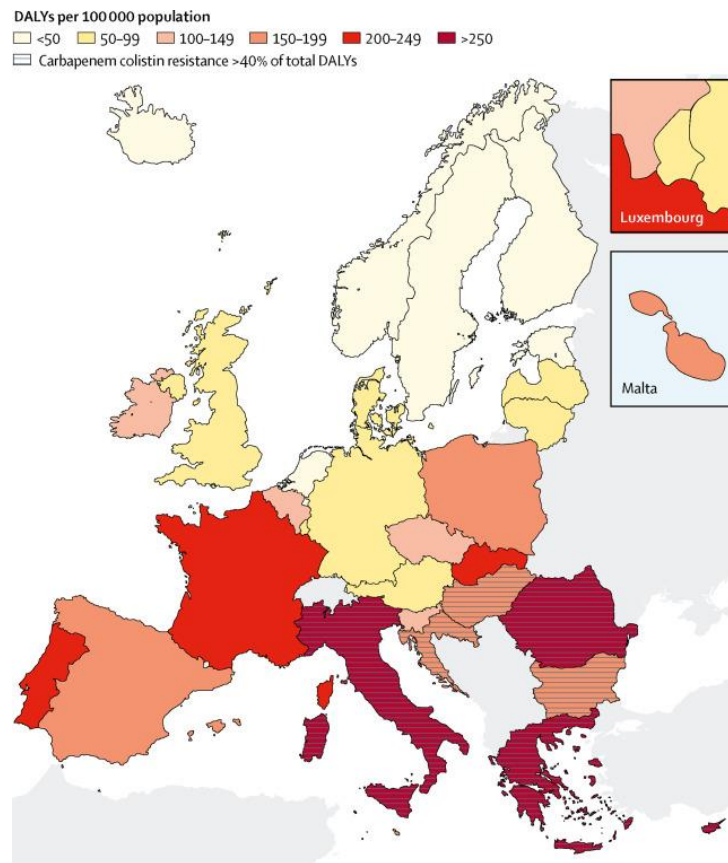 DALYs per 100 000 population
<50 50–99 100–149 150–199 200–249 >250
Carbapenem colistin resistance >40% of total DALYs
Luxembourg
Malta